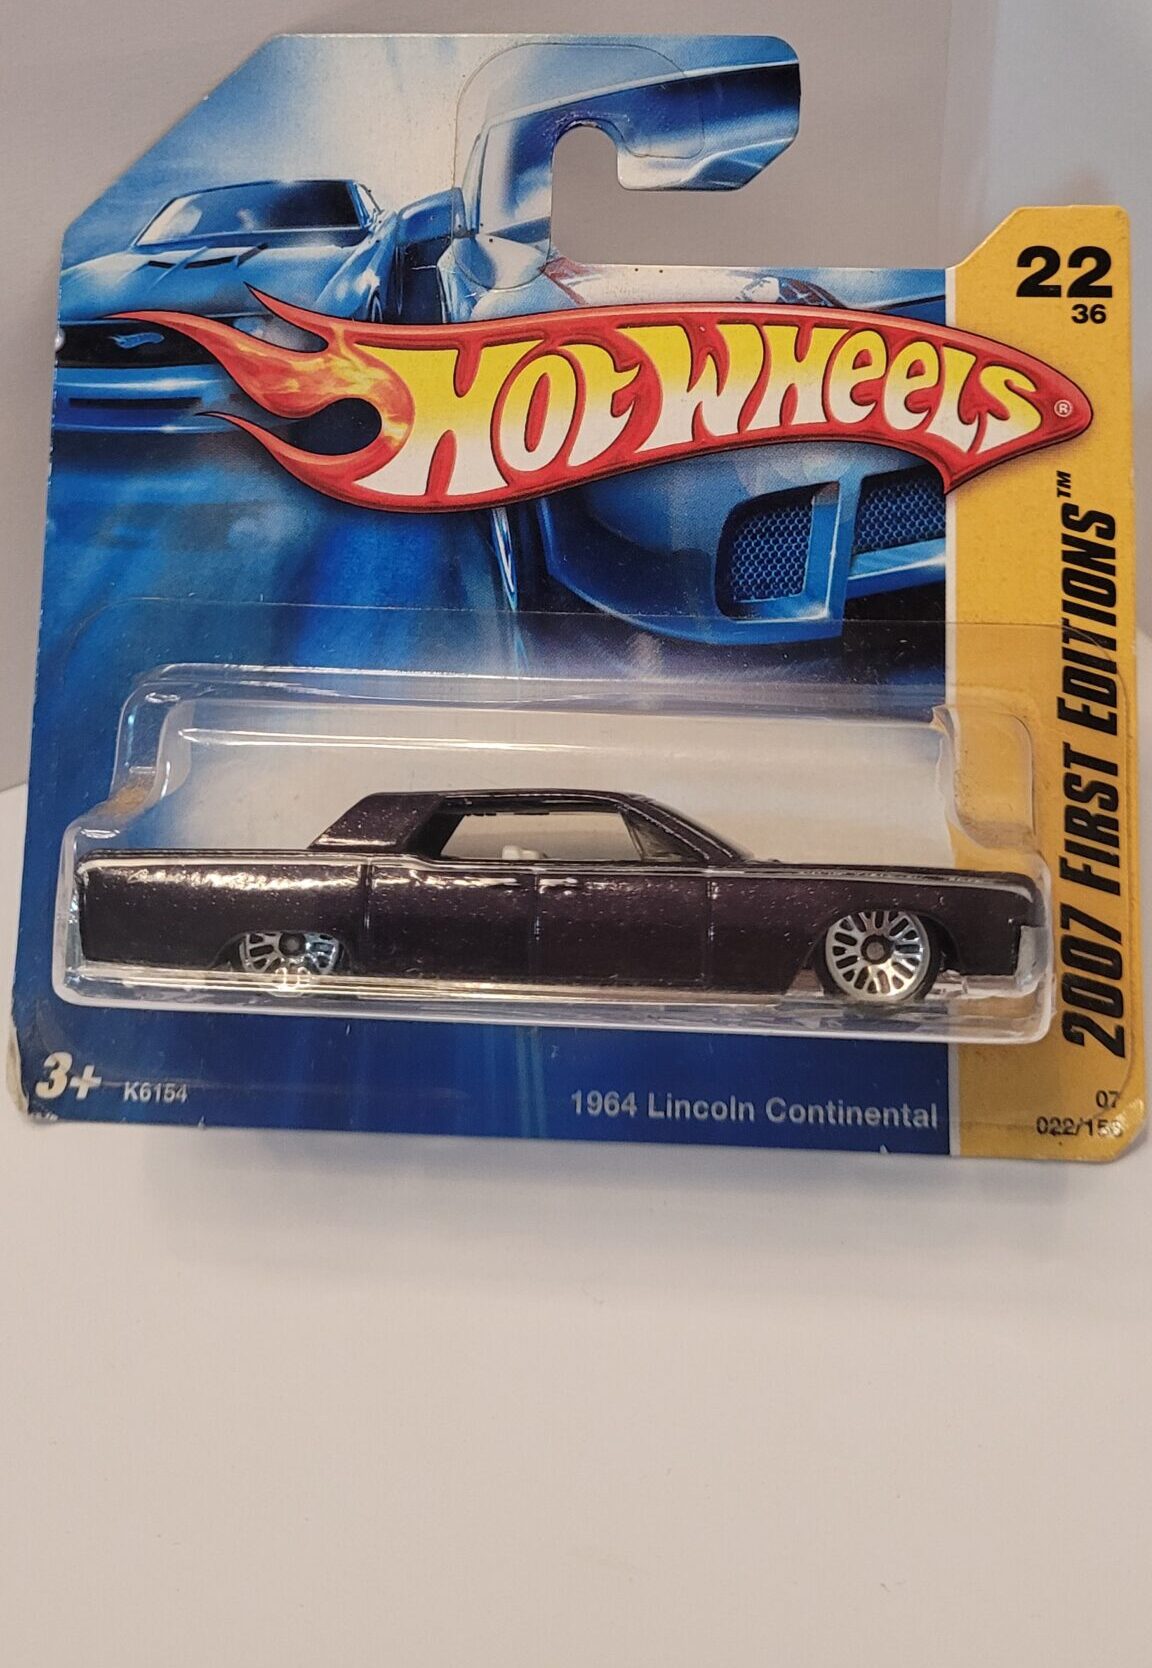 22
36
HOT WHEELS®
2007 FIRST EDITIONS™
3+ K6154
1964 Lincoln Continental
07
022/156